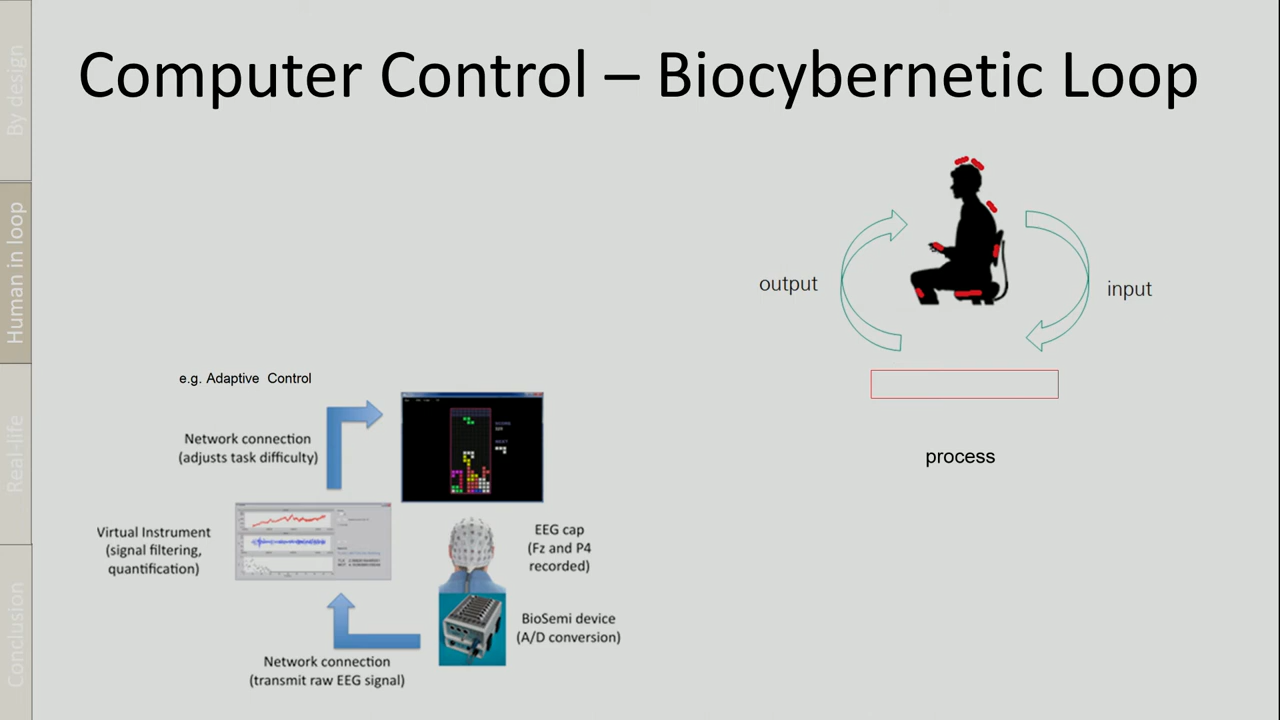 Computer Control – Biocybernetic Loop
By design
Human in loop
Real-life
Conclusion
output
input
process
e.g. Adaptive Control
Network connection
(adjusts task difficulty)
Virtual Instrument
(signal filtering,
quantification)
EEG cap
(Fz and P4
recorded)
BioSemi device
(A/D conversion)
Network connection
(transmit raw EEG signal)